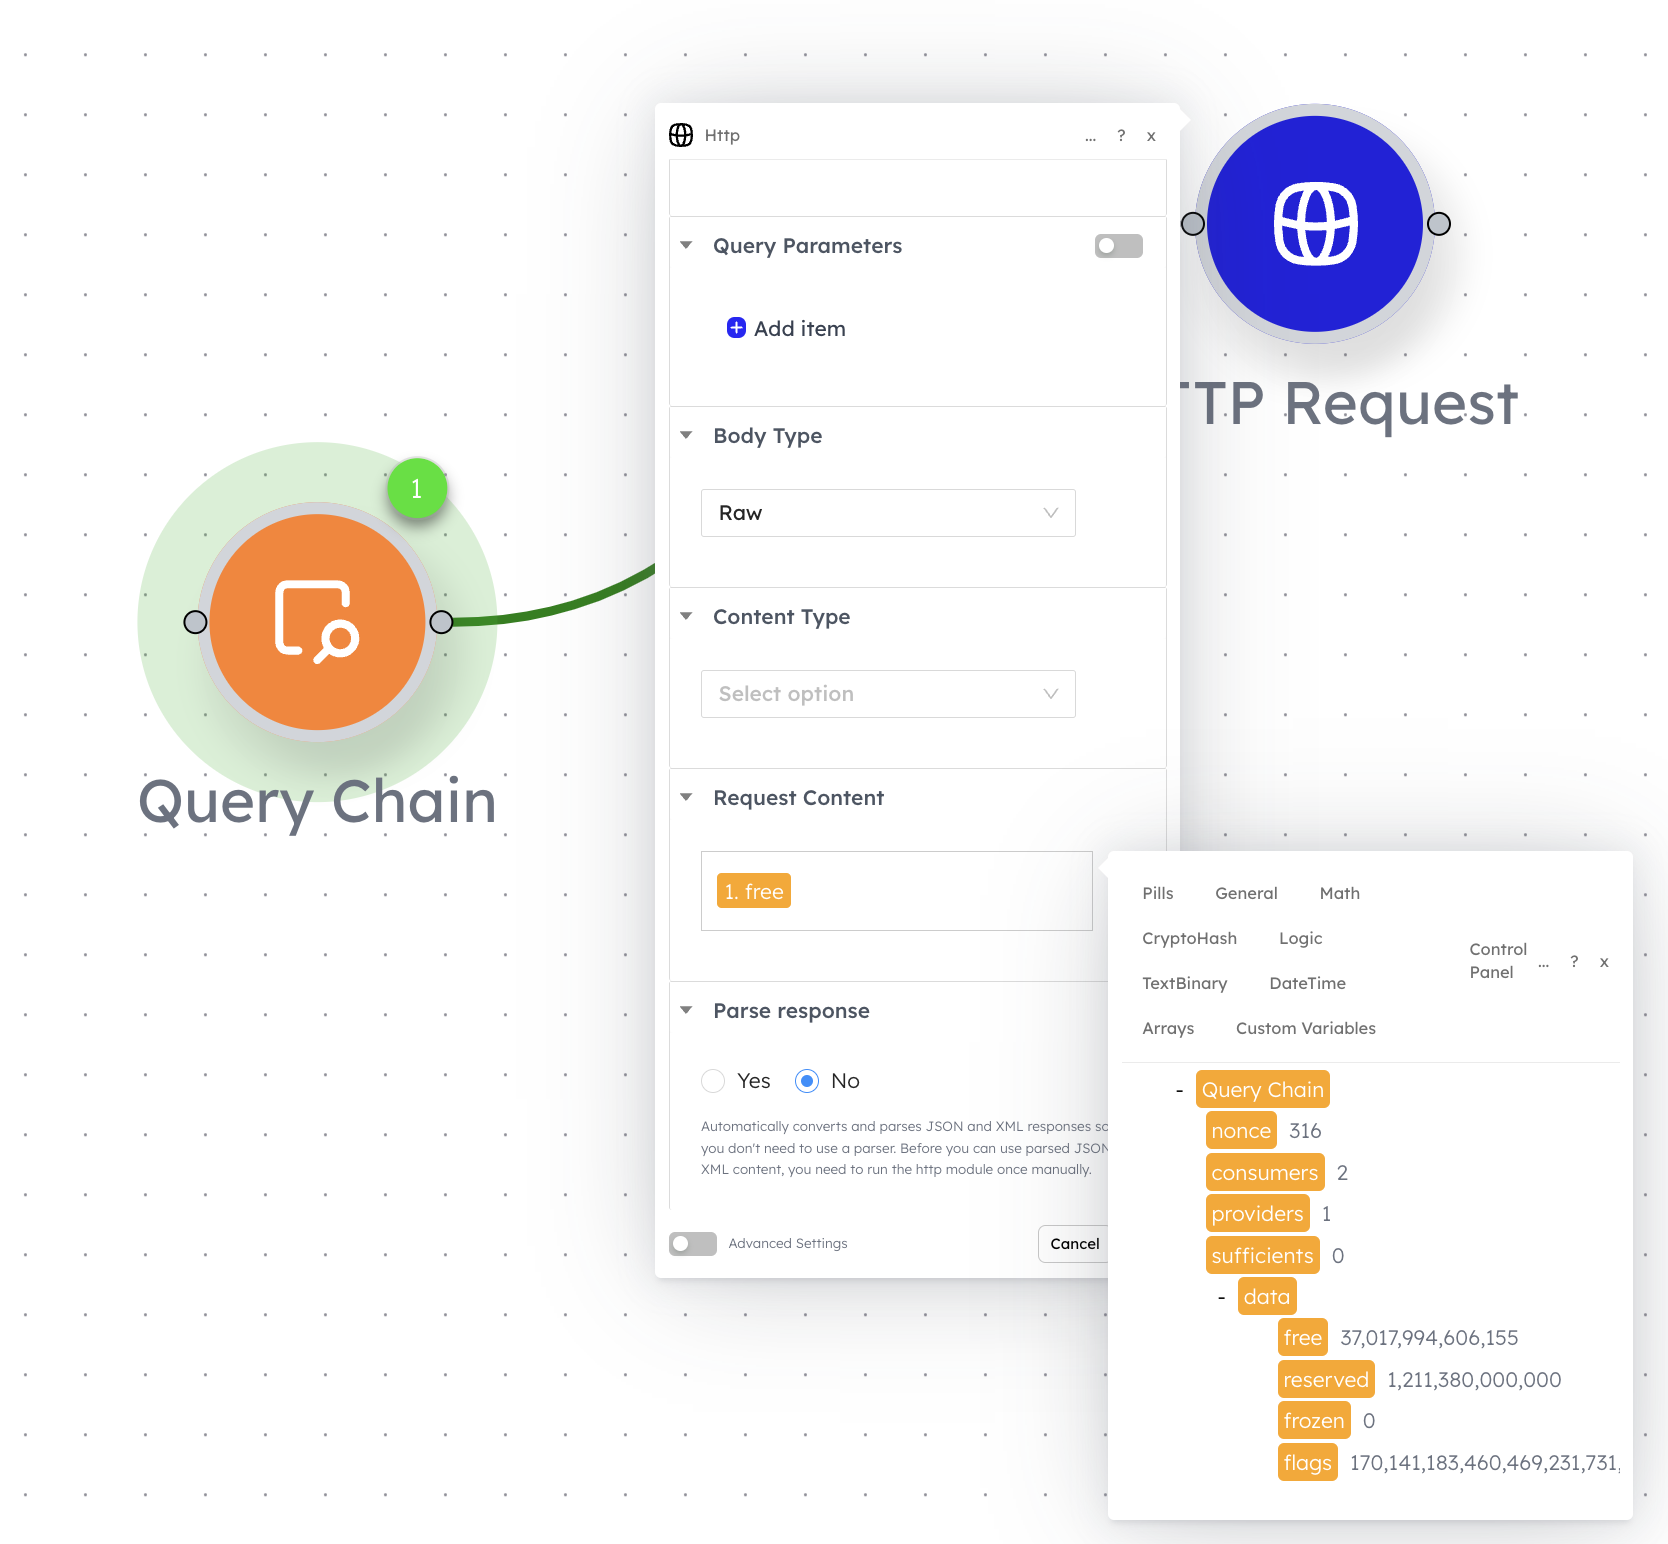 Http
... ? x
Query Parameters
Add item
TP Request
Body Type
Raw
1
Content Type
Select option
Query Chain
Request Content
1. free
Pills General Math
CryptoHash Logic
Control
Panel
... ? x
TextBinary DateTime
Arrays Custom Variables
Parse response
Yes No
Automatically converts and parses JSON and XML responses so
you don't need to use a parser. Before you can use parsed JSON
XML content, you need to run the http module once manually.
Advanced Settings
Cancel
- Query Chain
nonce 316
consumers 2
providers 1
sufficients 0
- data
free 37,017,994,606,155
reserved 1,211,380,000,000
frozen 0
flags 170,141,183,460,469,231,731,